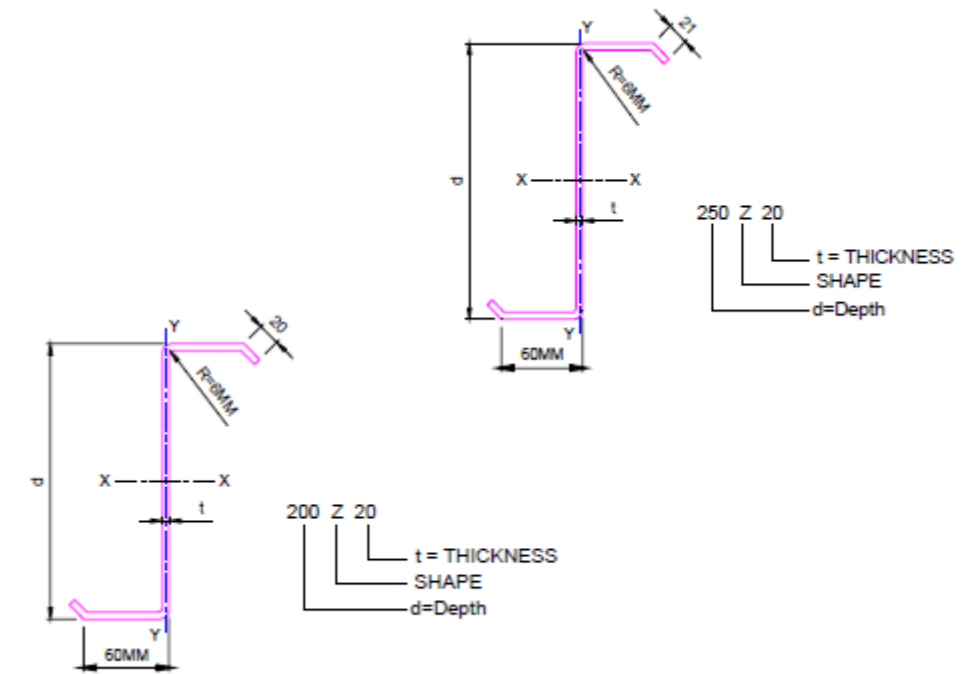 Y
21
R=6MM
d
X
X
t
Y
60MM
250 Z 20
t = THICKNESS
SHAPE
d=Depth
Y
20
R=6MM
d
X
X
t
Y
60MM
200 Z 20
t = THICKNESS
SHAPE
d=Depth